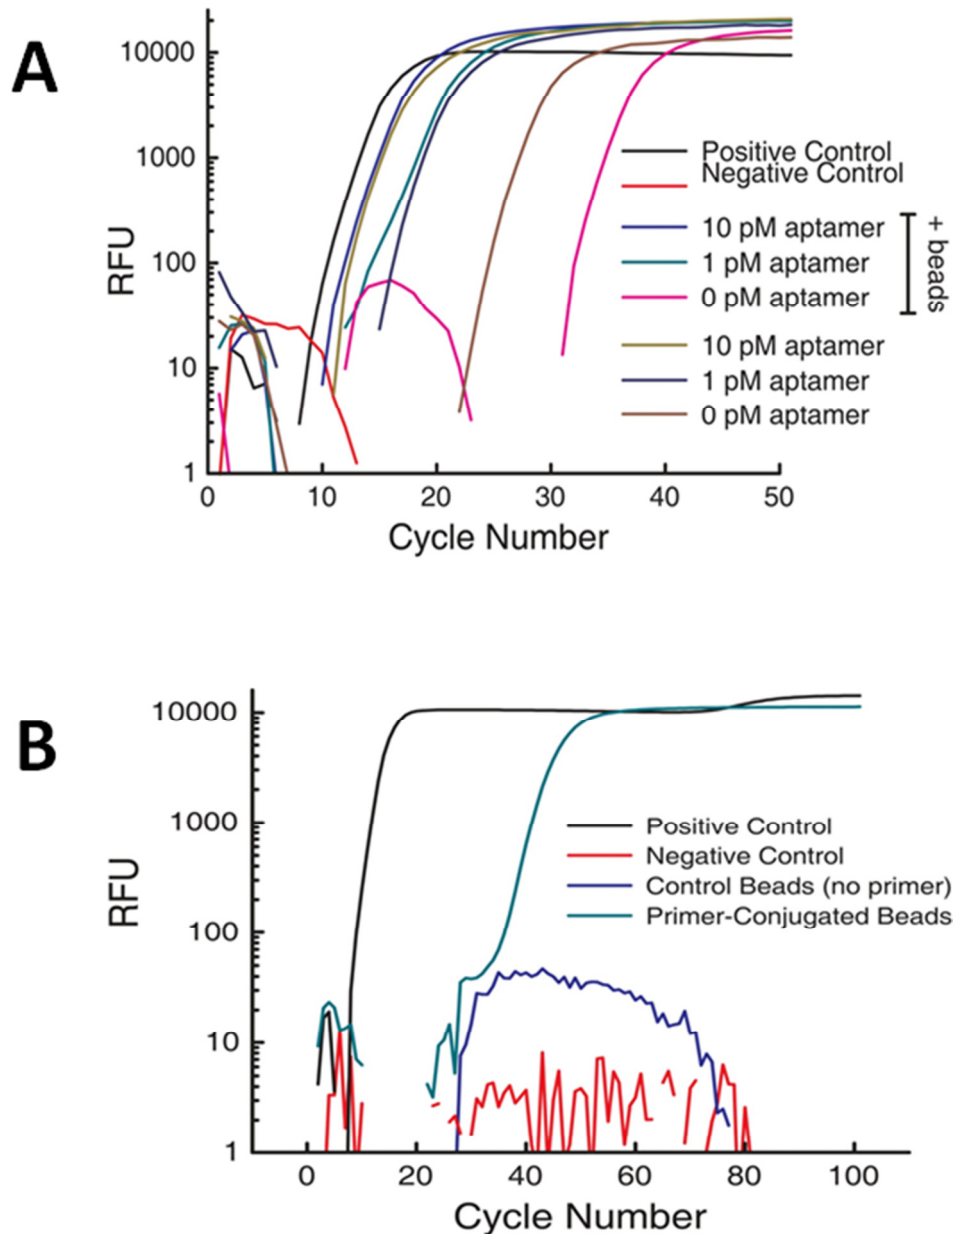 A
10000
1000
100
10
1
RFU
0 10 20 30 40 50
Cycle Number
Positive Control
Negative Control
10 pM aptamer
1 pM aptamer
0 pM aptamer
+ beads
10 pM aptamer
1 pM aptamer
0 pM aptamer
B
10000
1000
100
10
1
RFU
0 20 40 60 80 100
Cycle Number
Positive Control
Negative Control
Control Beads (no primer)
Primer-Conjugated Beads